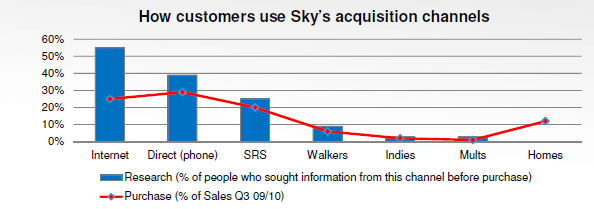 How customers use Sky's acquisition channels
60%
50%
40%
30%
20%
10%
0%
Internet Direct (phone) SRS Walkers Indies Mults Homes
Research (% of people who sought information from this channel before purchase)
Purchase (% of Sales Q3 09/10)